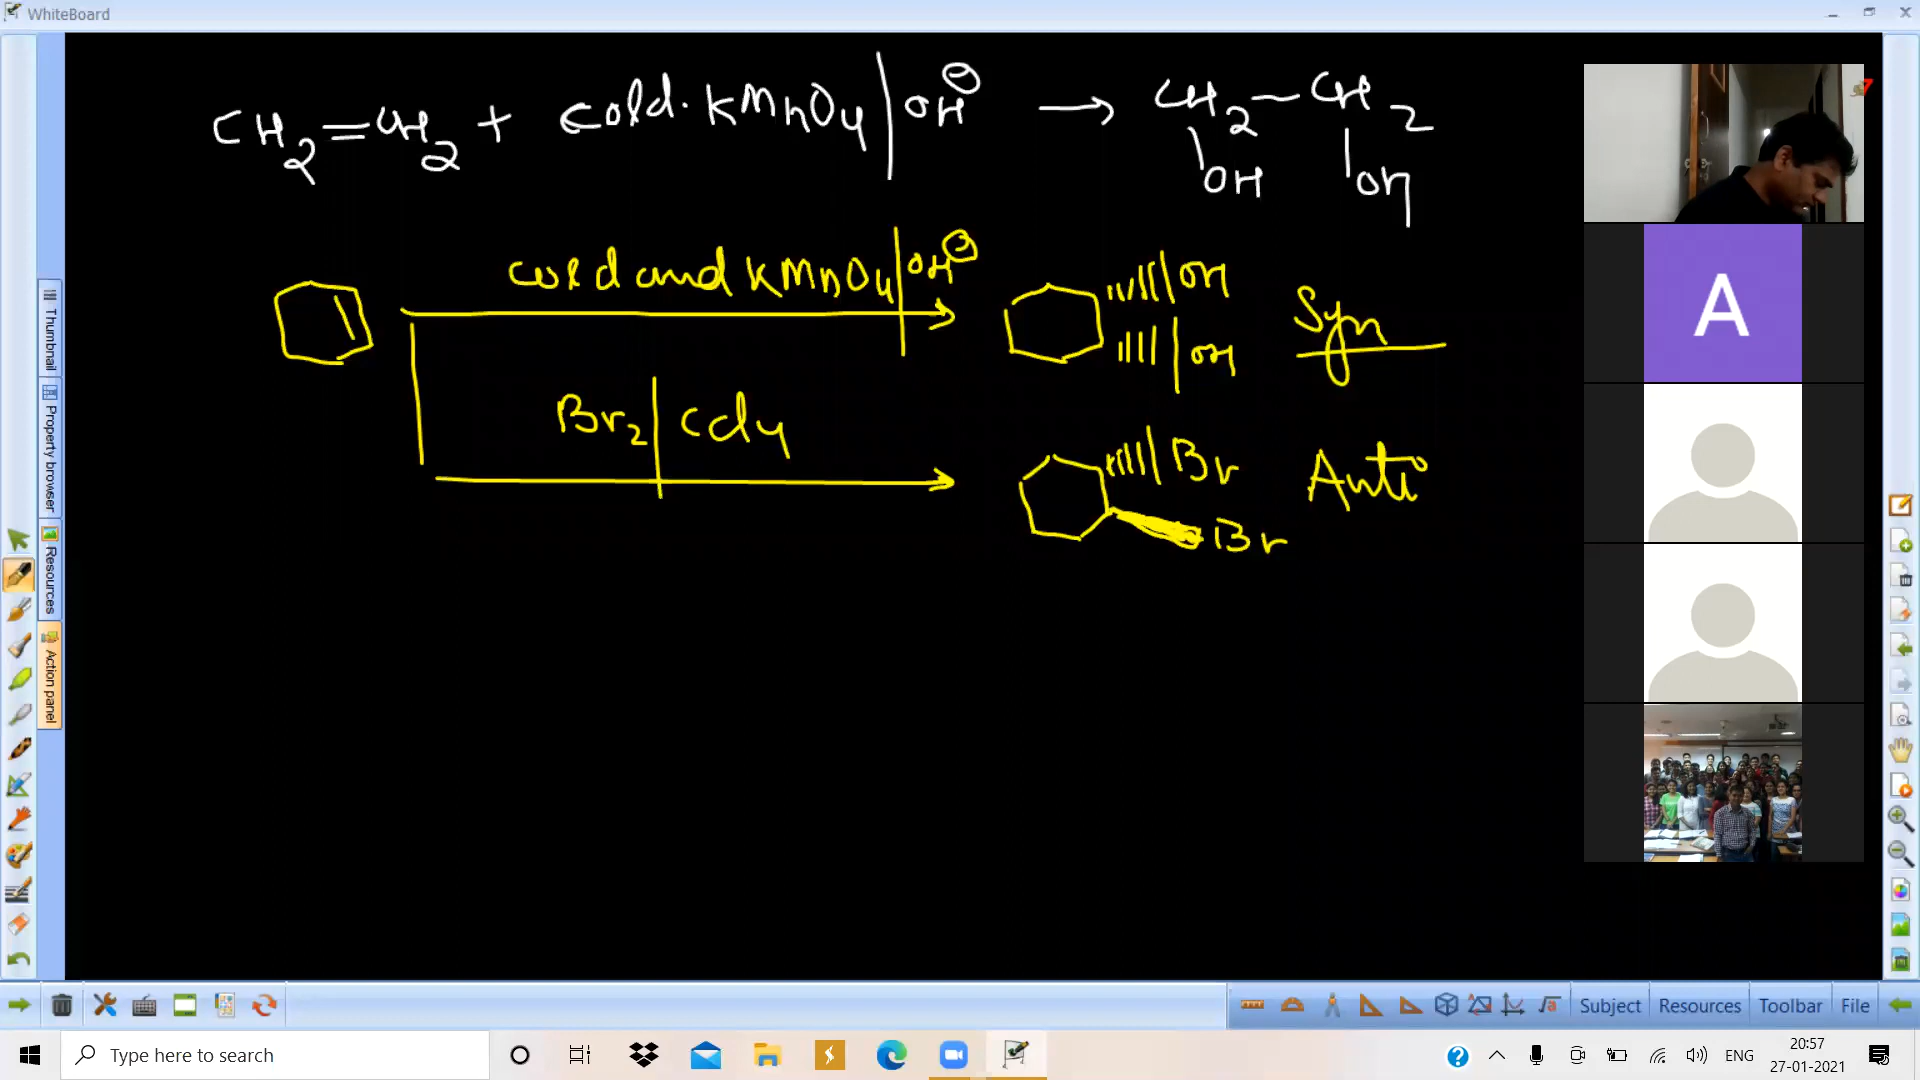 WhiteBoard
CH2=CH2 + cold. KMnO4 | OH⊖ → CH2–CH2
OH OH
cold and KMnO4 | OH⊖
OH
OH
Syn
Br2 | CCl4
Br
Br
Anti
Thumbnail
Property browser
Resources
Action panel
A
Subject
Resources
Toolbar
File
Type here to search
ENG
20:57
27-01-2021